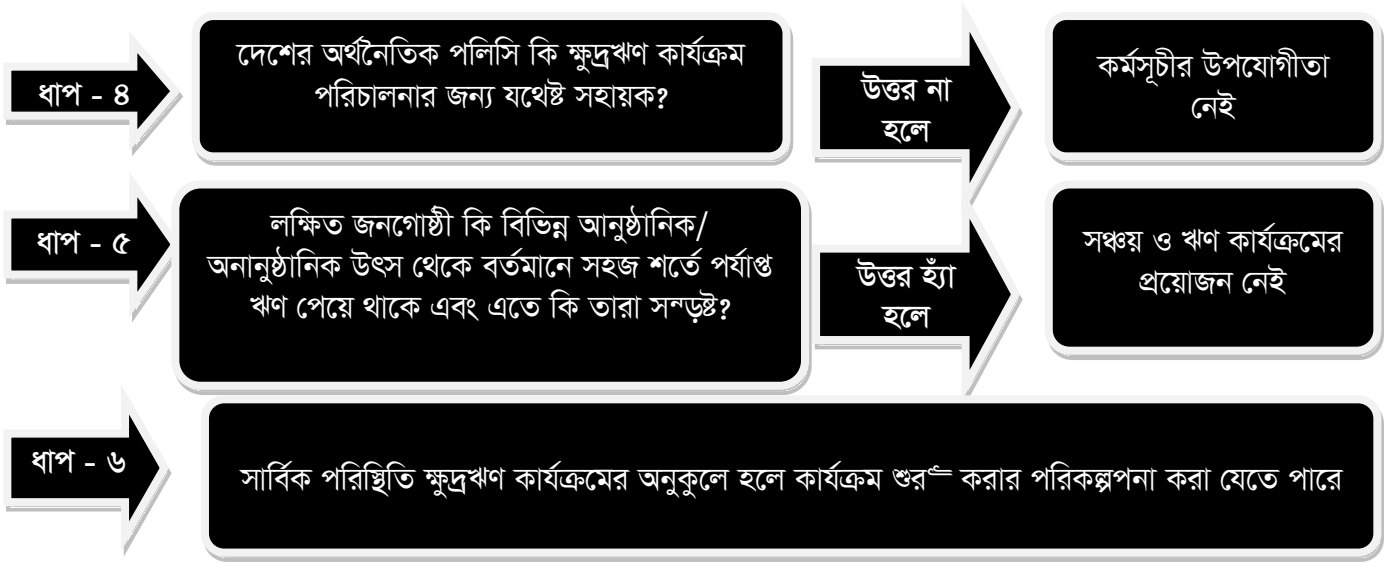 ধাপ - ৪
দেশের অর্থনৈতিক পলিসি কি ক্ষুদ্রঋণ কার্যক্রম
পরিচালনার জন্য যথেষ্ট সহায়ক?
উত্তর না
হলে
কর্মসূচীর উপযোগীতা
নেই
ধাপ - ৫
লক্ষিত জনগোষ্ঠী কি বিভিন্ন আনুষ্ঠানিক/
অনানুষ্ঠানিক উৎস থেকে বর্তমানে সহজ শর্তে পর্যাপ্ত
ঋণ পেয়ে থাকে এবং এতে কি তারা সন্ড়ষ্ট?
উত্তর হ্যাঁ
হলে
সঞ্চয় ও ঋণ কার্যক্রমের
প্রয়োজন নেই
ধাপ - ৬
সার্বিক পরিস্থিতি ক্ষুদ্রঋণ কার্যক্রমের অনুকুলে হলে কার্যক্রম শুর— করার পরিকল্পপনা করা যেতে পারে